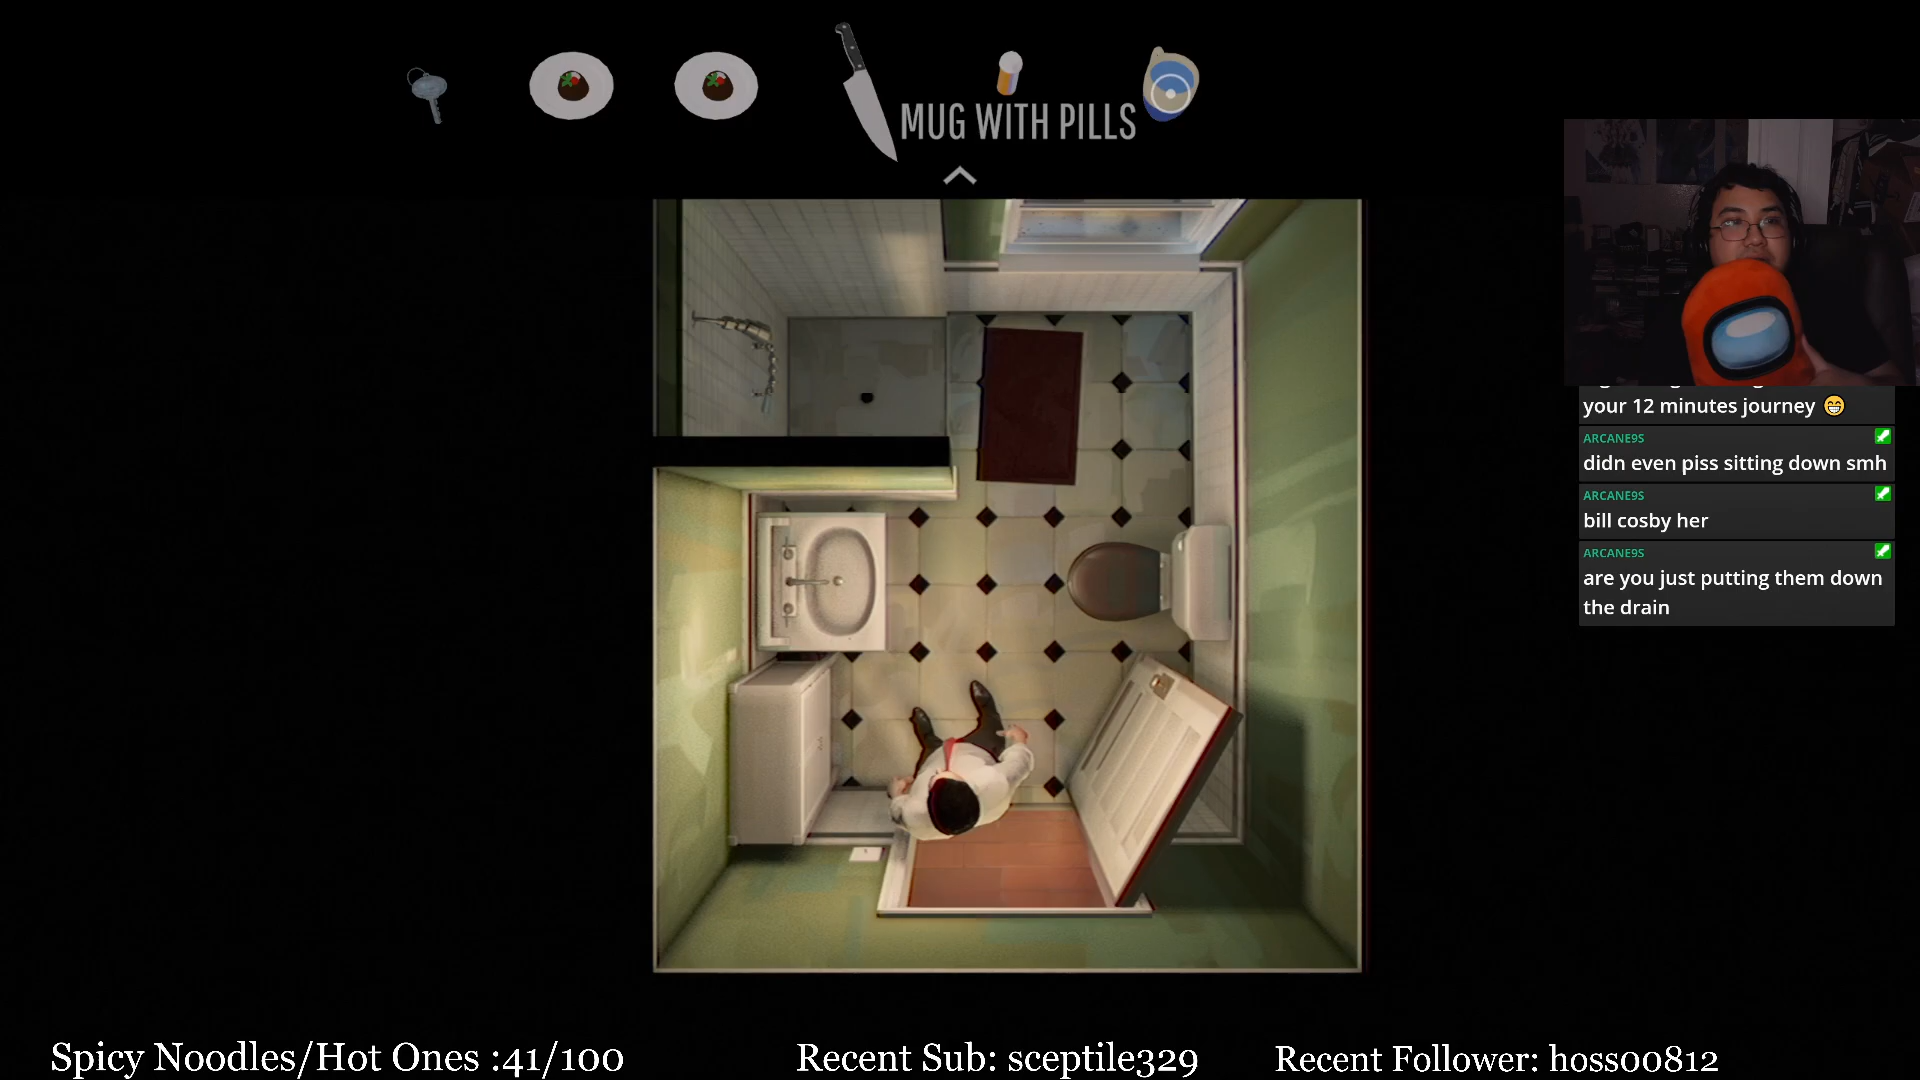 MUG WITH PILLS
your 12 minutes journey 😁
ARCANE9S
didn even piss sitting down smh
ARCANE9S
bill cosby her
ARCANE9S
are you just putting them down
the drain
Spicy Noodles/Hot Ones :41/100
Recent Sub: sceptile329
Recent Follower: hoss00812